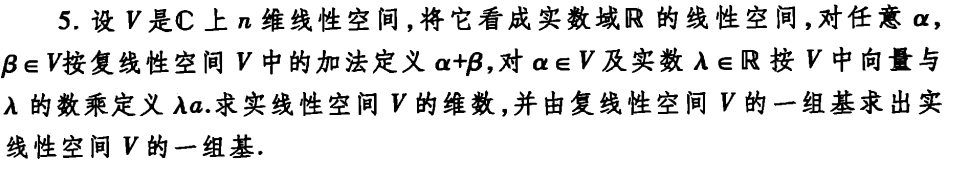 5. 设 V 是ℂ 上 n 维线性空间,将它看成实数域ℝ 的线性空间,对任意 α,
β∈V按复线性空间 V 中的加法定义 α+β,对 α∈V 及实数 λ∈ℝ 按 V 中向量与
λ 的数乘定义 λa.求实线性空间 V 的维数,并由复线性空间 V 的一组基求出实
线性空间 V 的一组基.